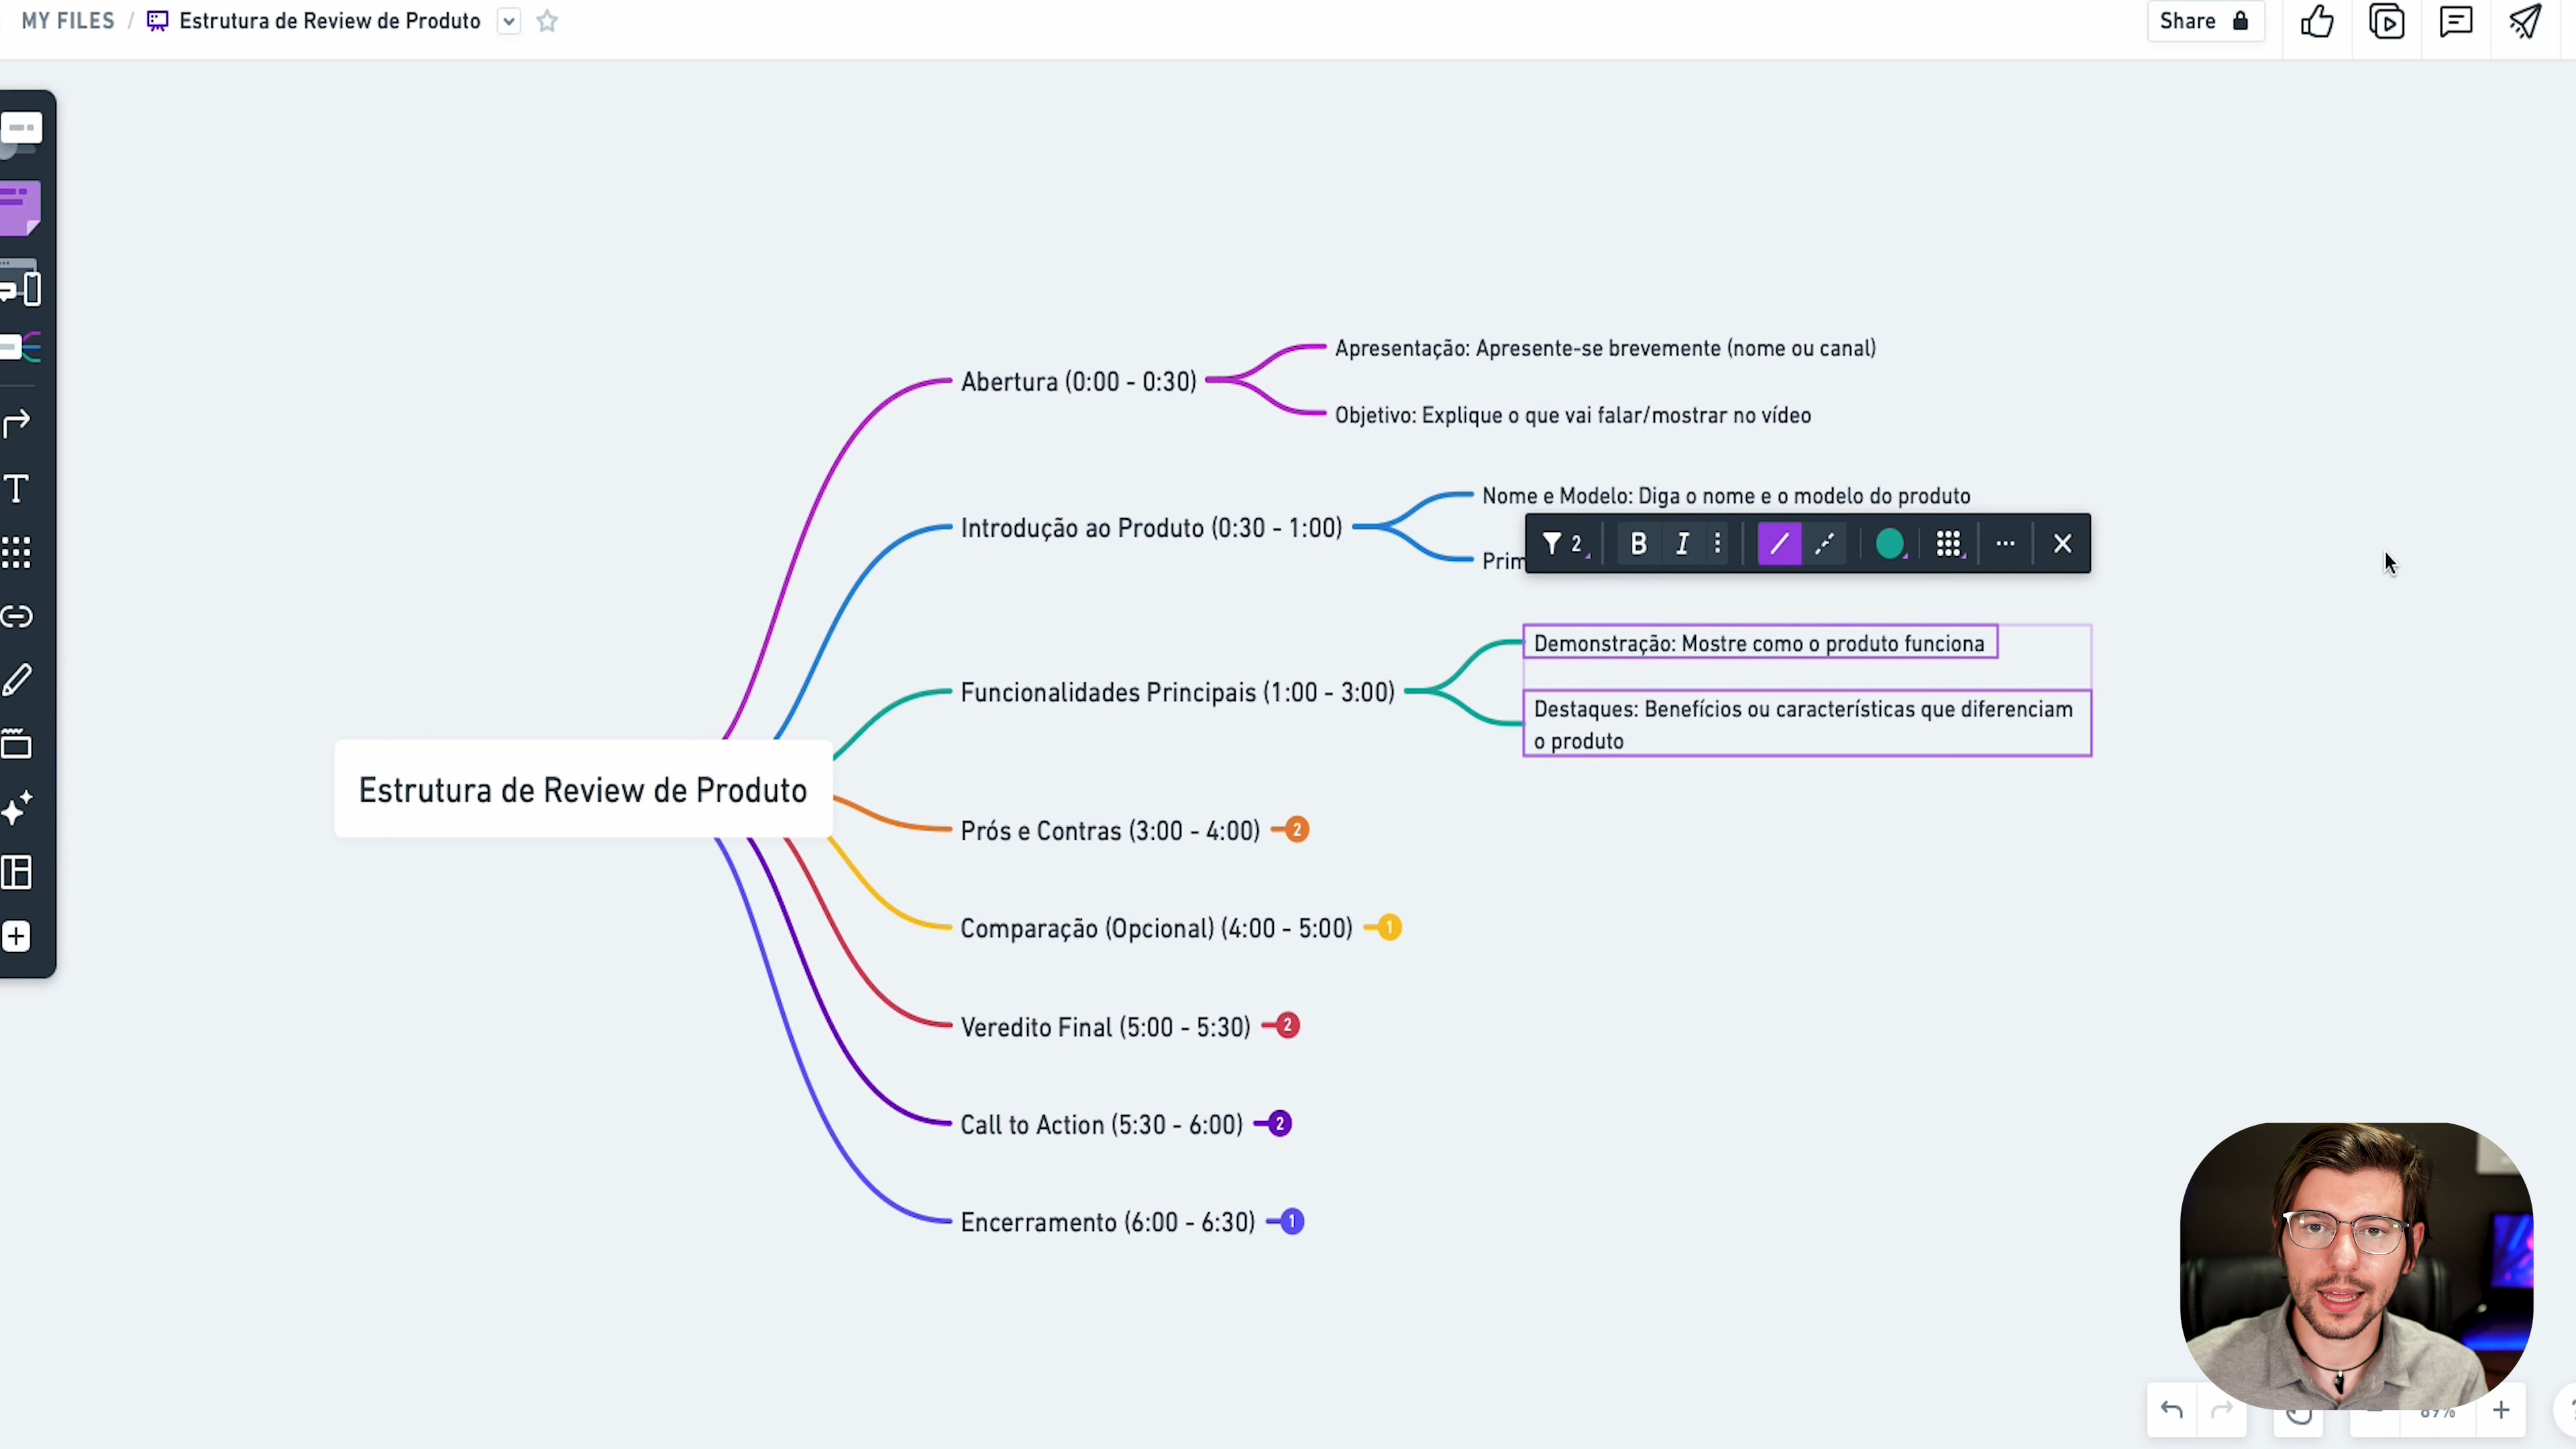 MY FILES / Estrutura de Review de Produto
Share
Apresentação: Apresente-se brevemente (nome ou canal)
Abertura (0:00 - 0:30)
Objetivo: Explique o que vai falar/mostrar no vídeo
Nome e Modelo: Diga o nome e o modelo do produto
Introdução ao Produto (0:30 - 1:00)
2 B I
Demonstração: Mostre como o produto funciona
Funcionalidades Principais (1:00 - 3:00)
Destaques: Benefícios ou características que diferenciam
o produto
Estrutura de Review de Produto
Prós e Contras (3:00 - 4:00) 2
Comparação (Opcional) (4:00 - 5:00) 1
Veredito Final (5:00 - 5:30) 2
Call to Action (5:30 - 6:00) 2
Encerramento (6:00 - 6:30) 1